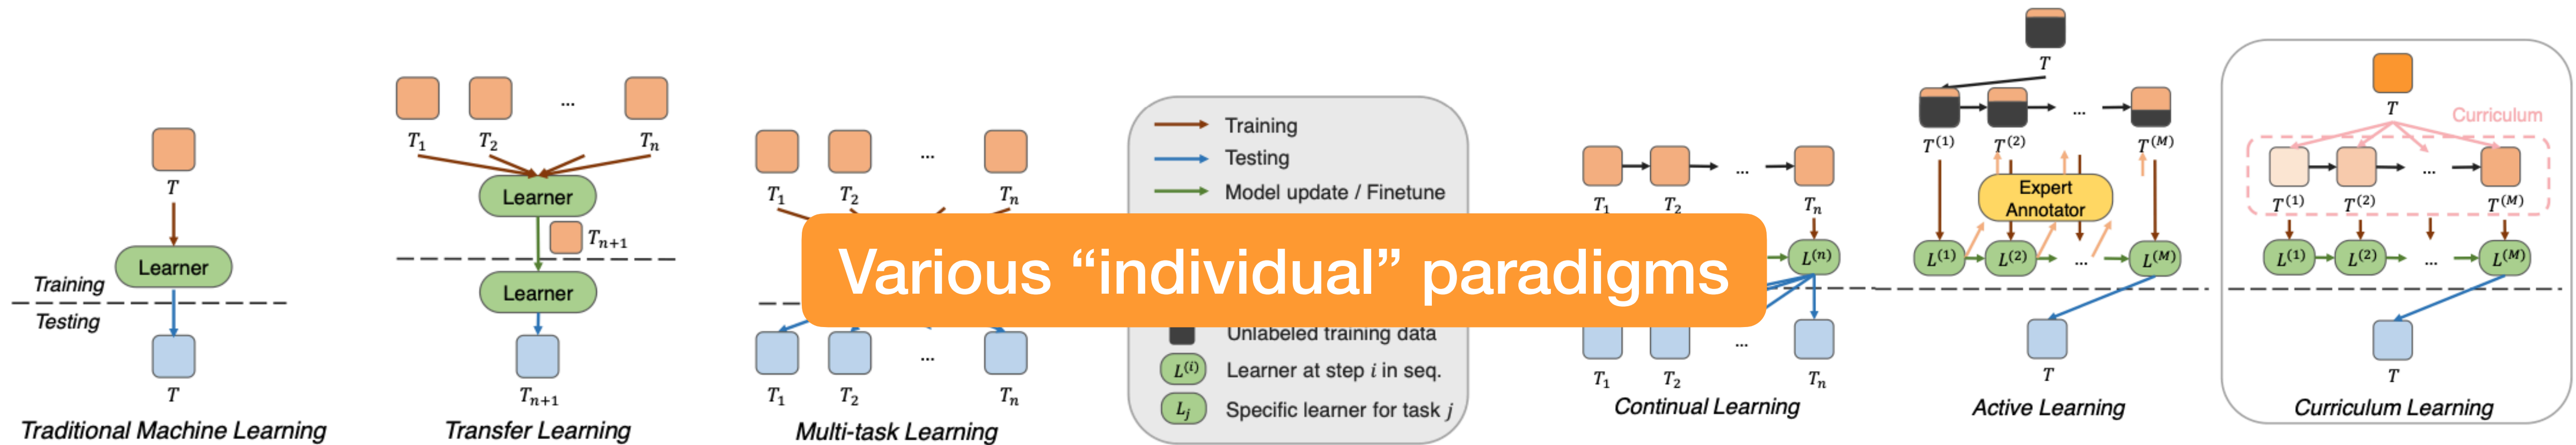 T
Learner
Training
Testing
T
Traditional Machine Learning
T₁ T₂ ... Tₙ
Learner
Tₙ₊₁
Learner
Tₙ₊₁
Transfer Learning
T₁ T₂ ... Tₙ
... 
T₁ T₂ ... Tₙ
Multi-task Learning
Training
Testing
Model update / Finetune
Various “individual” paradigms
Unlabeled training data
L⁽ⁱ⁾ Learner at step i in seq.
Lⱼ Specific learner for task j
T₁ T₂ ... Tₙ
L⁽ⁿ⁾
T₁ T₂ ... Tₙ
Continual Learning
T
T⁽¹⁾ T⁽²⁾ ... T⁽ᴹ⁾
Expert
Annotator
L⁽¹⁾ L⁽²⁾ ... L⁽ᴹ⁾
T
Active Learning
T
Curriculum
T⁽¹⁾ T⁽²⁾ ... T⁽ᴹ⁾
L⁽¹⁾ L⁽²⁾ ... L⁽ᴹ⁾
T
Curriculum Learning